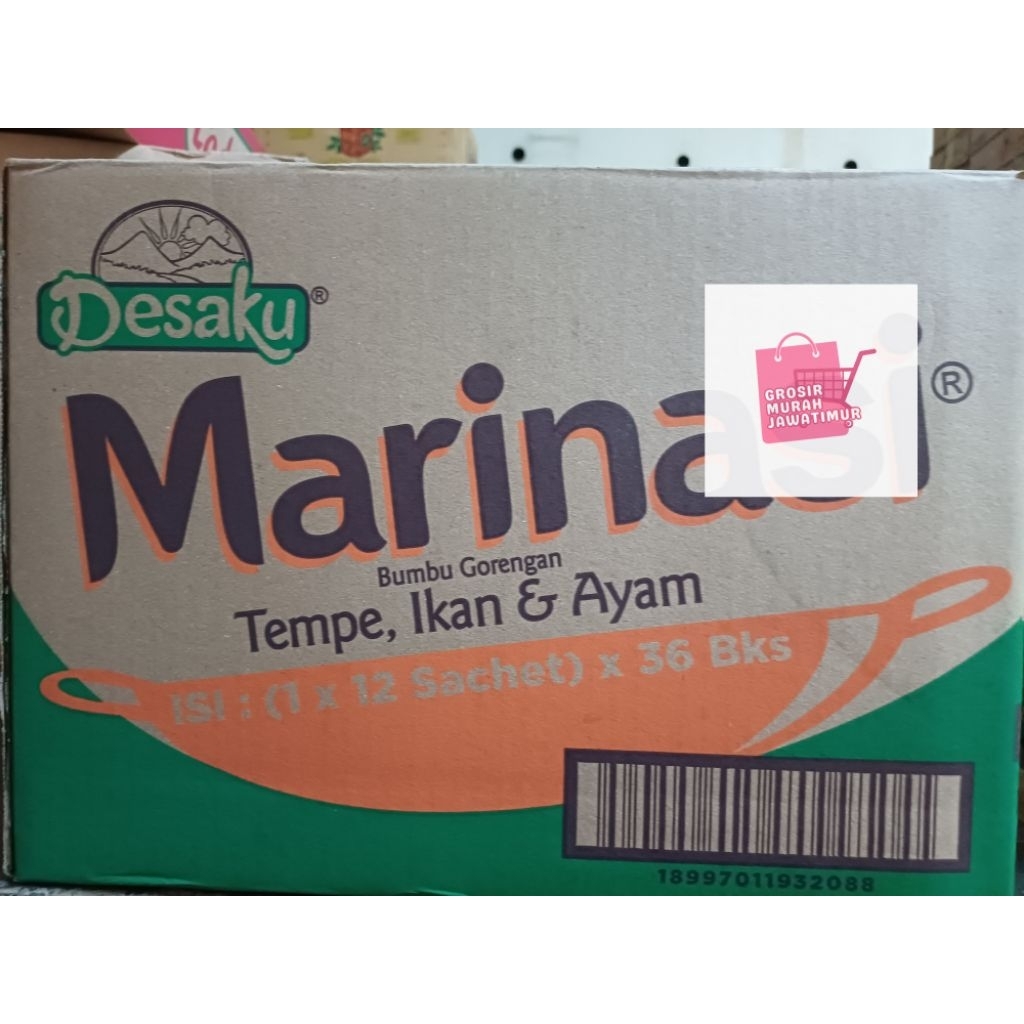 Desaku®
Marinasi®
GROSIR
MURAH
JAWATIMUR
Bumbu Gorengan
Tempe, Ikan & Ayam
ISI : (1 x 12 Sachet) x 36 Bks
18997011932088